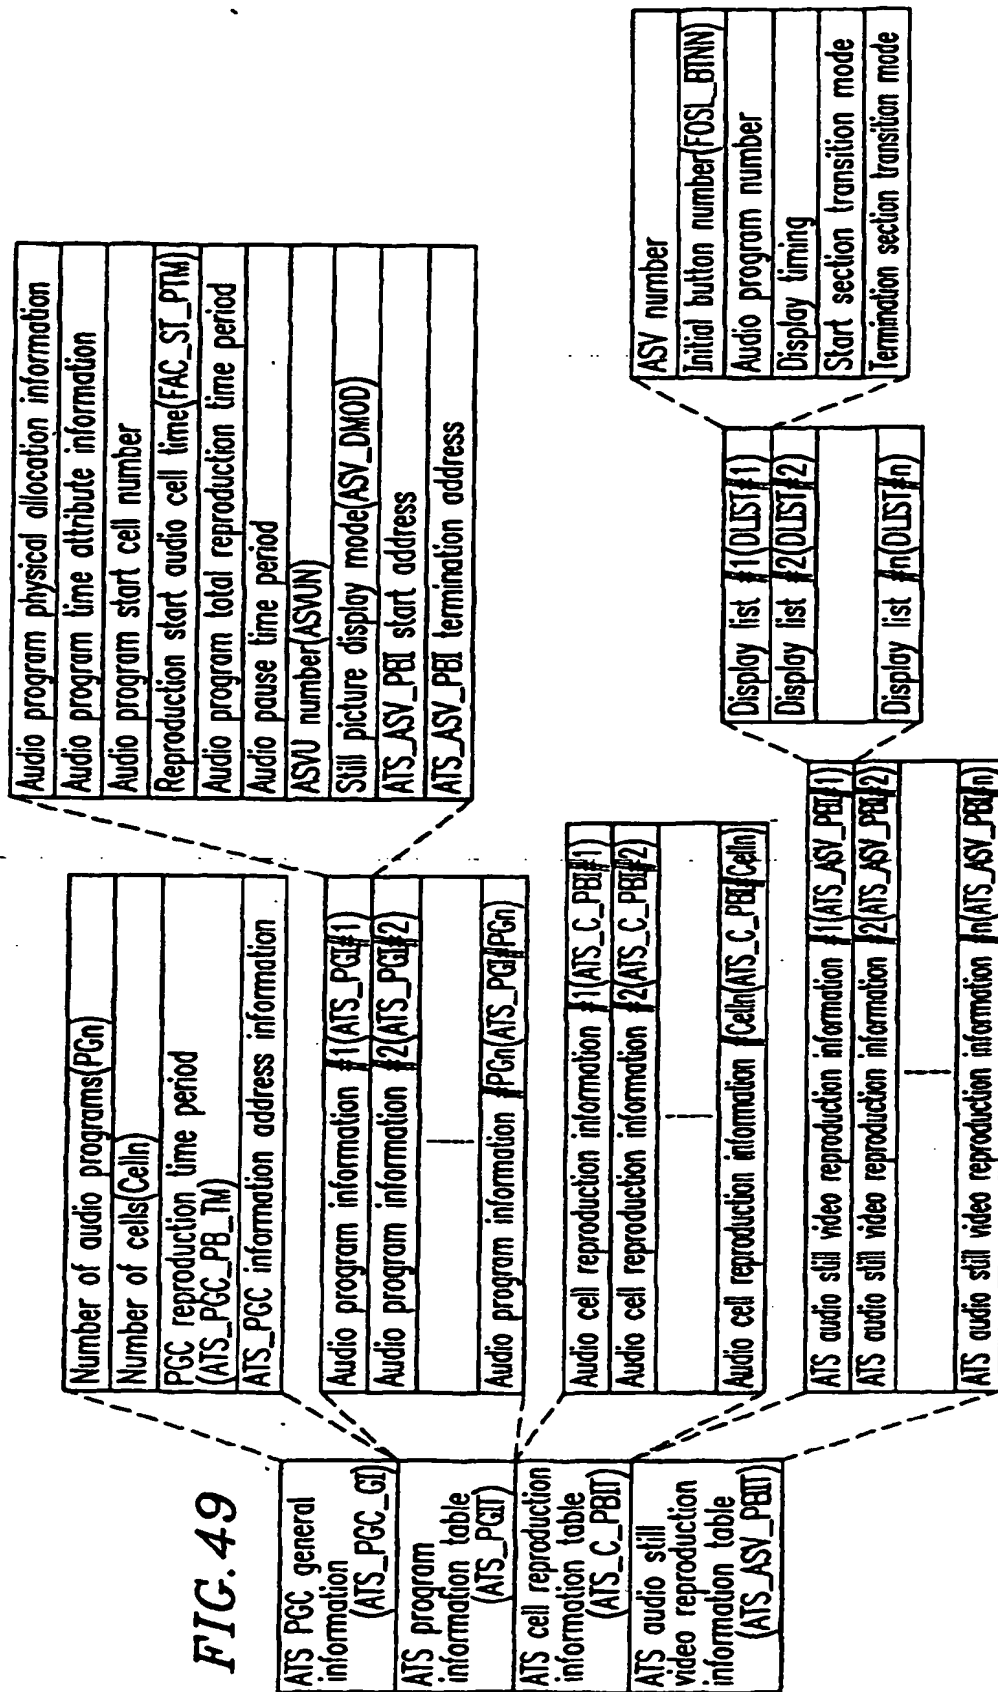 FIG.49
ATS PGC general
information
(ATS_PGC_GI)
ATS program
information table
(ATS_PGIT)
ATS cell reproduction
information table
(ATS_C_PBIT)
ATS audio still
video reproduction
information table
(ATS_ASV_PBIT)
Number of audio programs(PGn)
Number of cells(Celln)
PGC reproduction time period
(ATS_PGC_PB_TM)
ATS_PGC information address information
Audio program information #1(ATS_PGI#1)
Audio program information #2(ATS_PGI#2)
Audio program information #PGn(ATS_PGI#PGn)
Audio cell reproduction information #1(ATS_C_PBI#1)
Audio cell reproduction information #2(ATS_C_PBI#2)
Audio cell reproduction information #Celln(ATS_C_PBI#Celln)
ATS audio still video reproduction information #1(ATS_ASV_PBI#1)
ATS audio still video reproduction information #2(ATS_ASV_PBI#2)
ATS audio still video reproduction information #n(ATS_ASV_PBI#n)
Audio program physical allocation information
Audio program time attribute information
Audio program start cell number
Reproduction start audio cell time(FAC_ST_PTM)
Audio program total reproduction time period
Audio pause time period
ASVU number(ASVUN)
Still picture display mode(ASV_DMOD)
ATS_ASV_PBI start address
ATS_ASV_PBI termination address
Display list #1(DLIST#1)
Display list #2(DLIST#2)
Display list #n(DLIST#n)
ASV number
Initial button number(FOSL_BTNN)
Audio program number
Display timing
Start section transition mode
Termination section transition mode